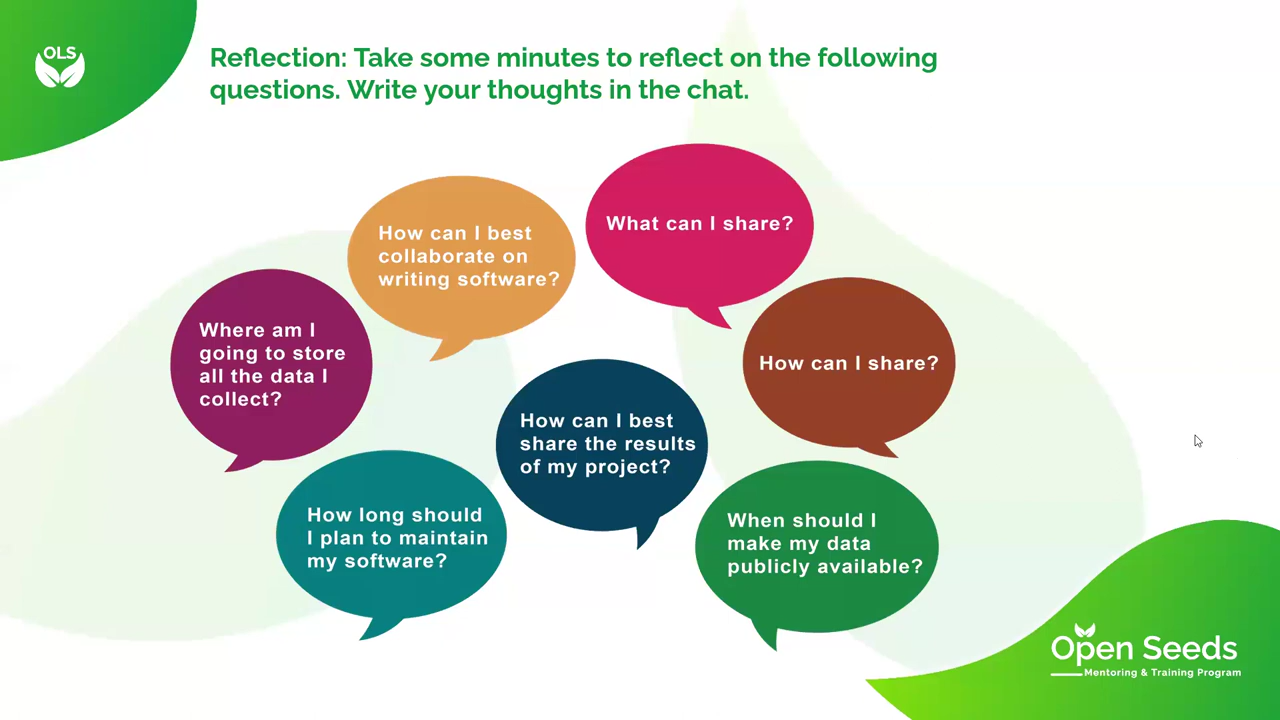 OLS
Reflection: Take some minutes to reflect on the following
questions. Write your thoughts in the chat.
What can I share?
How can I best
collaborate on
writing software?
Where am I
going to store
all the data I
collect?
How can I share?
How can I best
share the results
of my project?
How long should
I plan to maintain
my software?
When should I
make my data
publicly available?
Open Seeds
Mentoring & Training Program